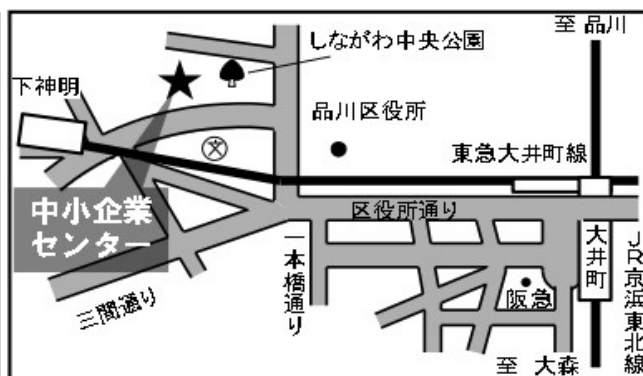 しながわ中央公園
至 品川
下神明
品川区役所
東急大井町線
中小企業
センター
区役所通り
三間通り
一本橋通り
阪急
大井町
JR京浜東北線
至 大森